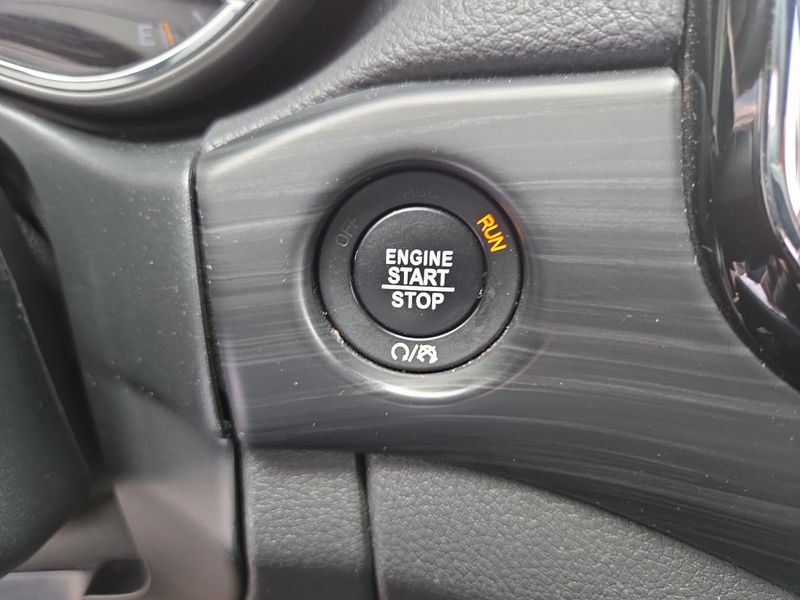 E
ACC
OFF
RUN
ENGINE
START
STOP